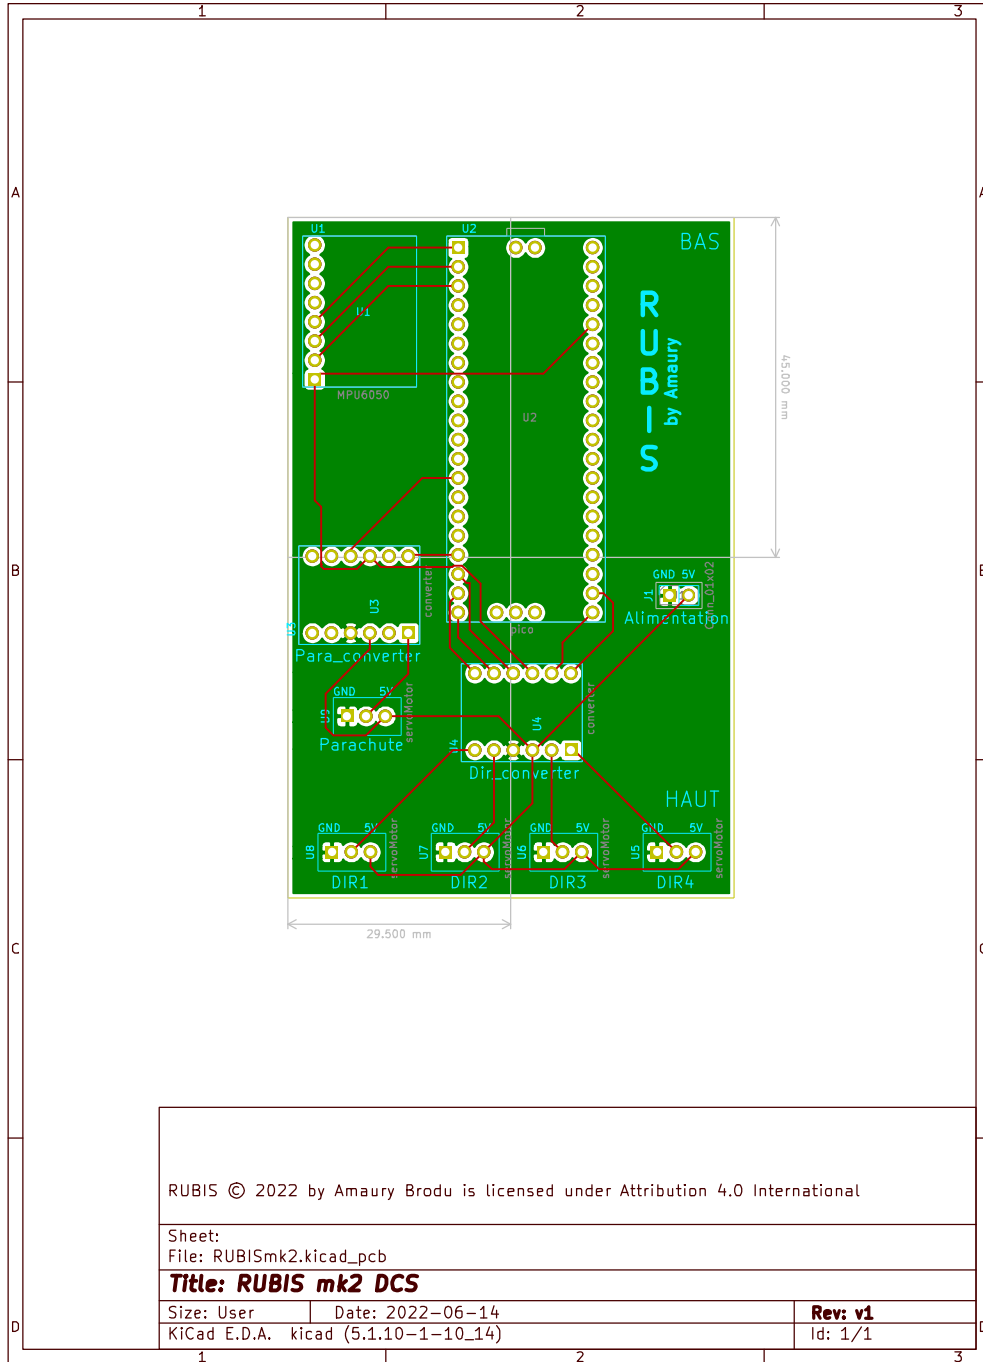 1 2 3
A A
U1 U2 BAS
U1
R
U
B
I
S
by Amaury
45.000 mm
MPU6050
U2
B B
converter
U3
U3
Para_converter
pico
GND 5V
J1
Conn_01x02
Alimentation
GND 5V
U9
servoMotor
Parachute
converter
U4
U4
Dir_converter
HAUT
GND 5V GND 5V GND 5V GND 5V
U8 servoMotor U7 servoMotor U6 servoMotor U5 servoMotor
DIR1 DIR2 DIR3 DIR4
29.500 mm
C C
RUBIS © 2022 by Amaury Brodu is licensed under Attribution 4.0 International
Sheet:
File: RUBISmk2.kicad_pcb
Title: RUBIS mk2 DCS
Size: User Date: 2022-06-14 Rev: v1
KiCad E.D.A. kicad (5.1.10-1-10_14) Id: 1/1
D D
1 2 3